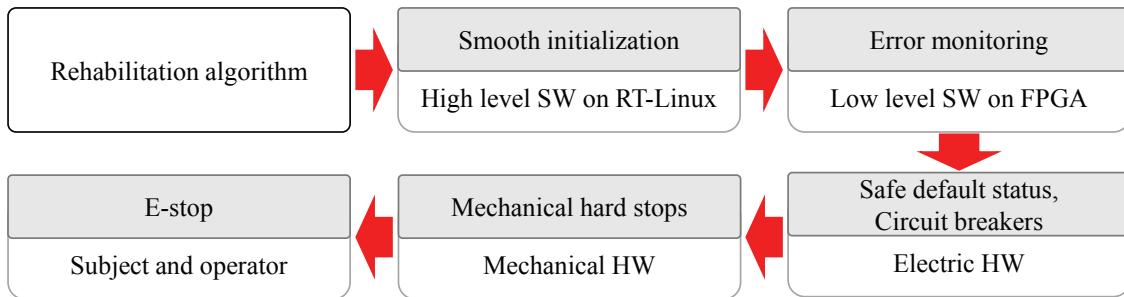 Rehabilitation algorithm
Smooth initialization
High level SW on RT-Linux
Error monitoring
Low level SW on FPGA
Safe default status,
Circuit breakers
Electric HW
Mechanical hard stops
Mechanical HW
E-stop
Subject and operator